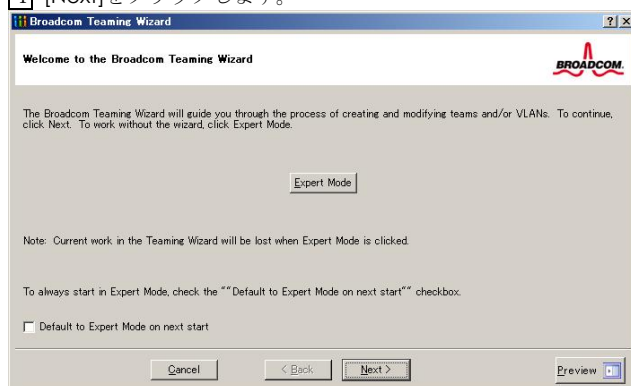 4 [Next]をクリックします。
Broadcom Teaming Wizard
Welcome to the Broadcom Teaming Wizard
BROADCOM.
The Broadcom Teaming Wizard will guide you through the process of creating and modifying teams and/or VLANs. To continue,
click Next. To work without the wizard, click Expert Mode.
Expert Mode
Note: Current work in the Teaming Wizard will be lost when Expert Mode is clicked.
To always start in Expert Mode, check the ""Default to Expert Mode on next start"" checkbox.
Default to Expert Mode on next start
Cancel
< Back
Next >
Preview